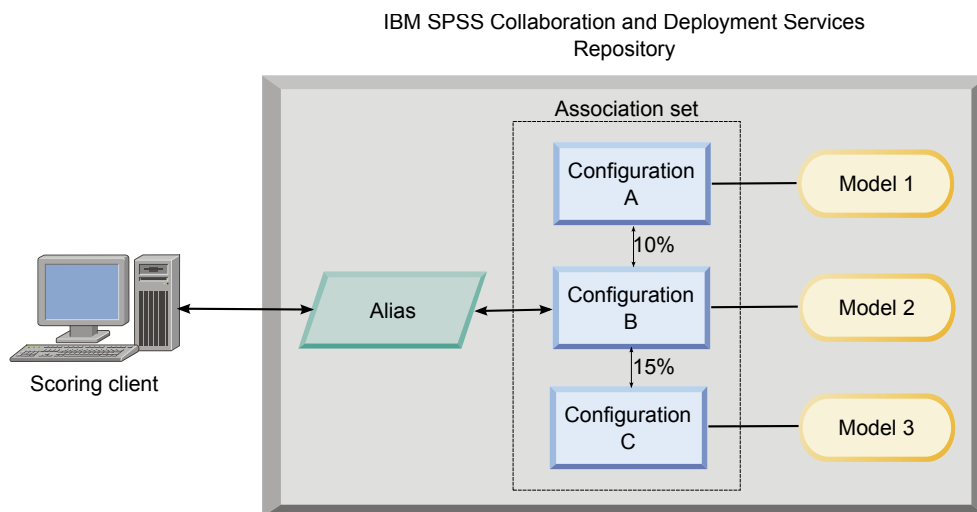 IBM SPSS Collaboration and Deployment Services
Repository
Association set
Configuration
A
Model 1
10%
Scoring client
Alias
Configuration
B
Model 2
15%
Configuration
C
Model 3